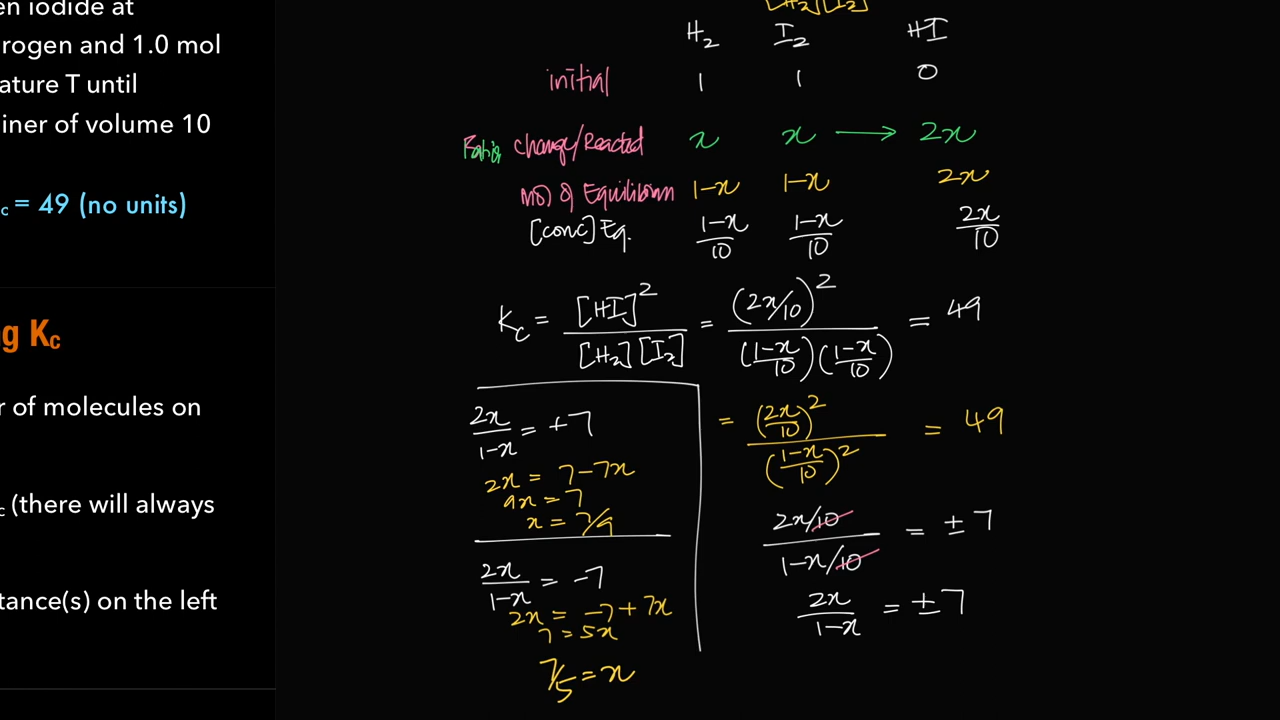 en iodide at
rogen and 1.0 mol
ature T until
iner of volume 10
c = 49 (no units)
g Kc
r of molecules on
c (there will always
tance(s) on the left
[H2][I2]
H2 I2 HI
initial 1 1 0
Ratio Change/Reacted x x → 2x
mol of Equilibrium 1-x 1-x 2x
[conc] Eq. (1-x)/10 (1-x)/10 2x/10
Kc = [HI]²/[H2][I2] = (2x/10)²/((1-x)/10)((1-x)/10) = 49
= (2x/10)²/((1-x)/10)² = 49
2x/10 / 1-x/10 = ±7
2x/(1-x) = ±7
2x/(1-x) = +7
2x = 7-7x
9x = 7
x = 7/9
2x/(1-x) = -7
2x = -7+7x
7 = 5x
7/5 = x